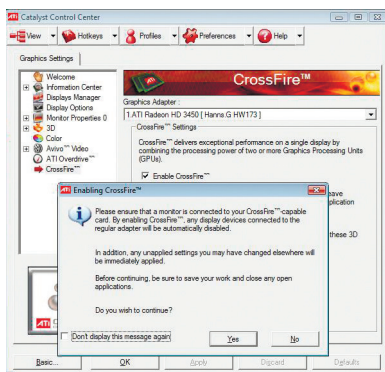 Catalyst Control Center
View Hotkeys Profiles Preferences Help
Graphics Settings
Welcome
Information Center
Displays Manager
Display Options
Monitor Properties 0
3D
Color
Avivo™ Video
ATI Overdrive™
CrossFire™
CrossFire™
Graphics Adapter :
1.ATI Radeon HD 3450 [ Hanns.G HW173 ]
CrossFire™ Settings
CrossFire™ delivers exceptional performance on a single display by
combining the processing power of two or more Graphics Processing Units
(GPUs).
Enable CrossFire™
these 3D
ATI Enabling CrossFire™
Please ensure that a monitor is connected to your CrossFire™-capable
card. By enabling CrossFire™, any display devices connected to the
regular adapter will be automatically disabled.
In addition, any unapplied settings you may have changed elsewhere will
be immediately applied.
Before continuing, be sure to save your work and close any open
applications.
Do you wish to continue?
Don't display this message again
Yes No
ATI
Basic... OK Apply Discard Defaults